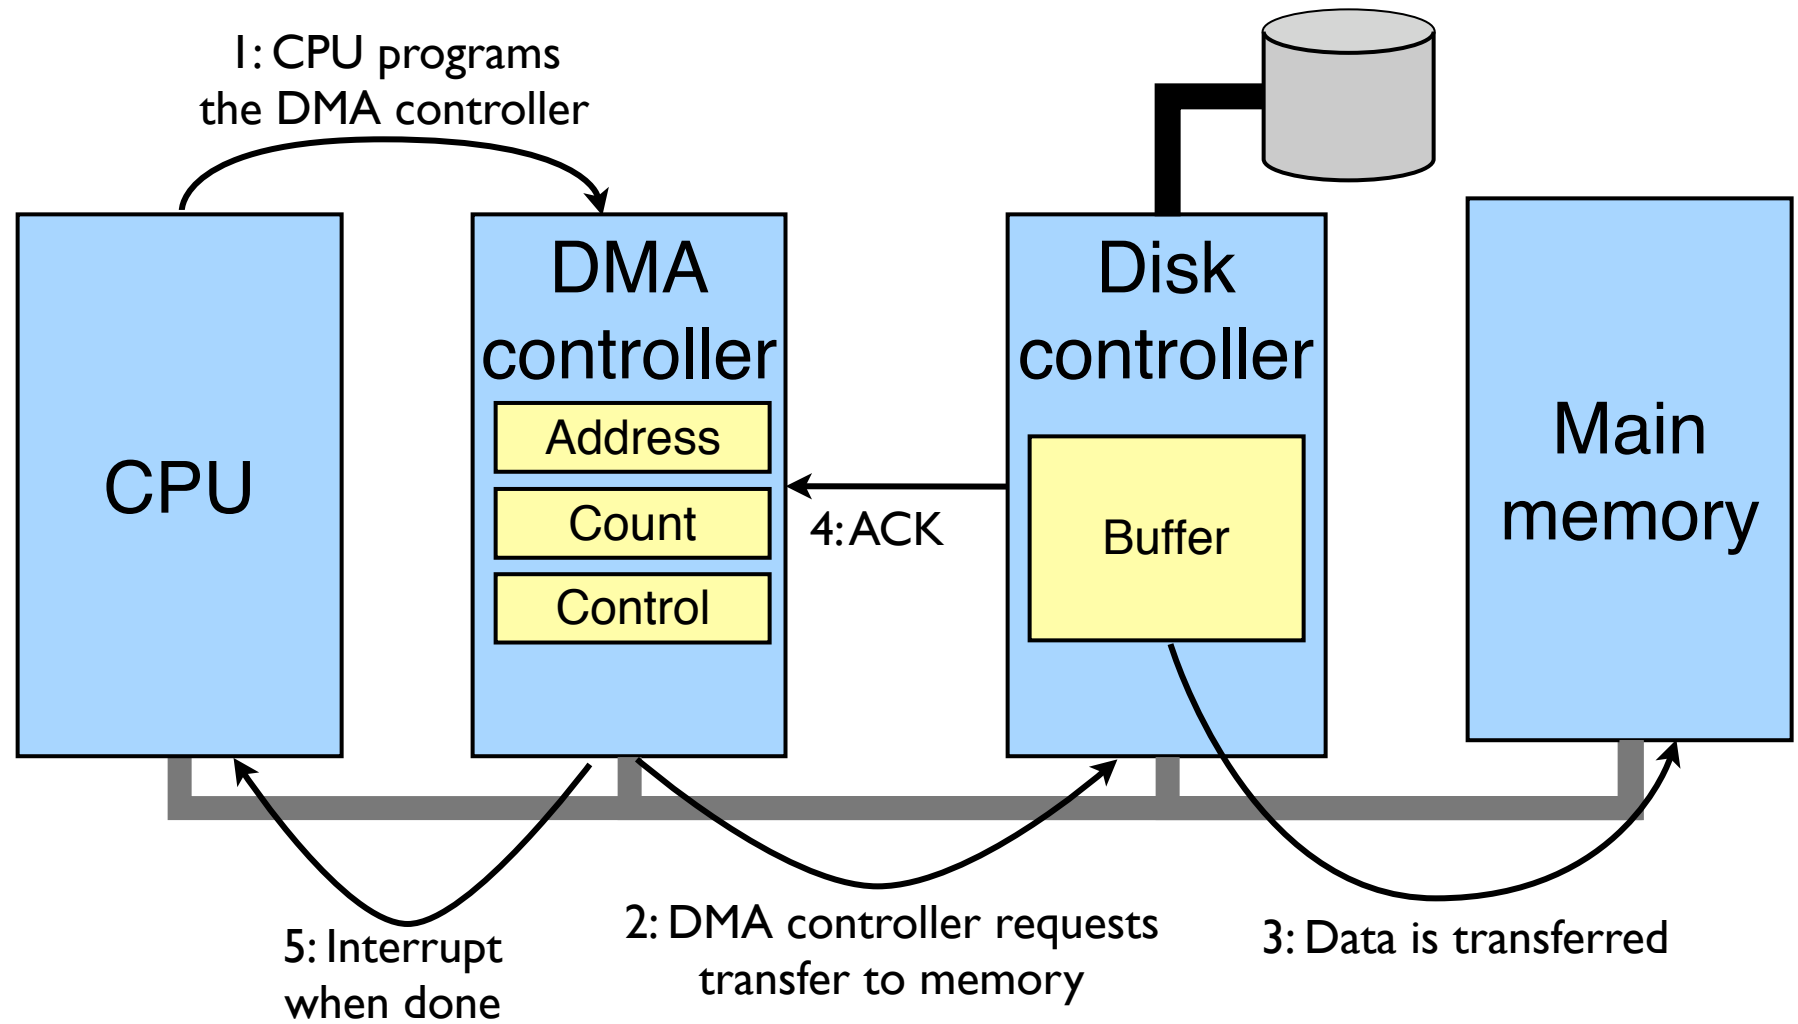 1: CPU programs
the DMA controller
CPU
DMA
controller
Address
Count
Control
4: ACK
Disk
controller
Buffer
Main
memory
5: Interrupt
when done
2: DMA controller requests
transfer to memory
3: Data is transferred